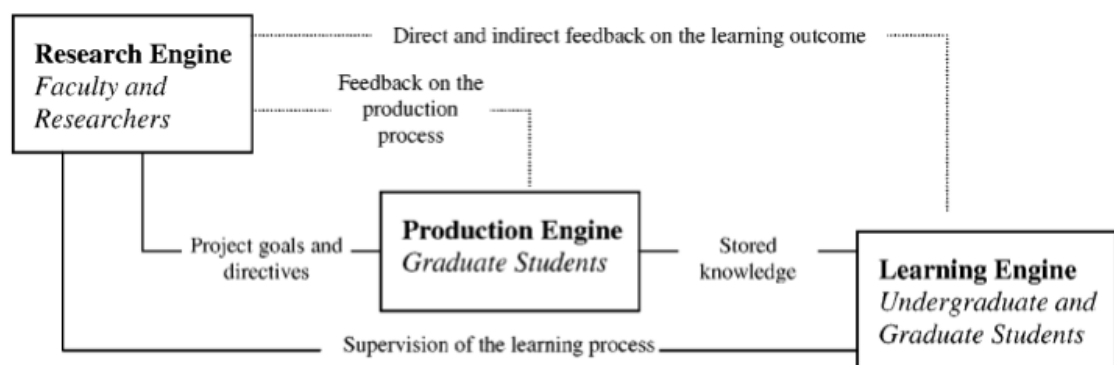 Research Engine
Faculty and
Researchers
Direct and indirect feedback on the learning outcome
Feedback on the
production
process
Project goals and
directives
Production Engine
Graduate Students
Stored
knowledge
Learning Engine
Undergraduate and
Graduate Students
Supervision of the learning process